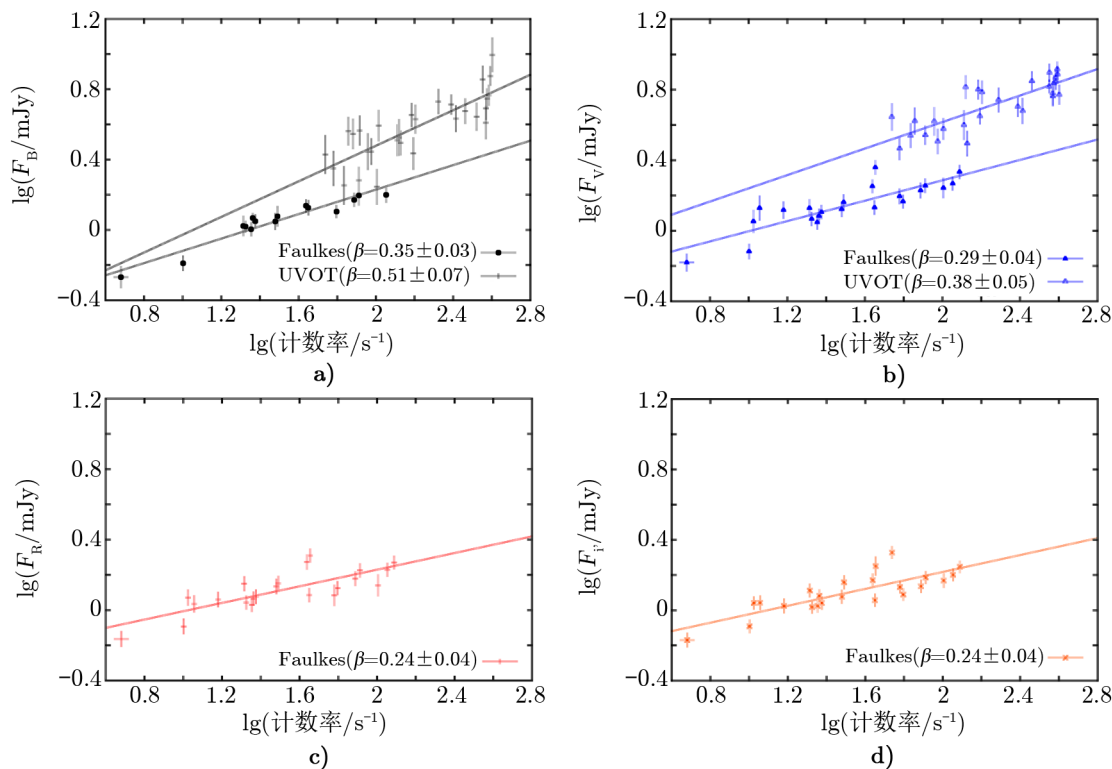 1.2
0.8
0.4
0
−0.4
lg(F_B/mJy)
Faulkes(β=0.35±0.03)
UVOT(β=0.51±0.07)
0.8 1.2 1.6 2 2.4 2.8
lg(计数率/s⁻¹)
a)
1.2
0.8
0.4
0
−0.4
lg(F_V/mJy)
Faulkes(β=0.29±0.04)
UVOT(β=0.38±0.05)
0.8 1.2 1.6 2 2.4 2.8
lg(计数率/s⁻¹)
b)
1.2
0.8
0.4
0
−0.4
lg(F_R/mJy)
Faulkes(β=0.24±0.04)
0.8 1.2 1.6 2 2.4 2.8
lg(计数率/s⁻¹)
c)
1.2
0.8
0.4
0
−0.4
lg(F_i'/mJy)
Faulkes(β=0.24±0.04)
0.8 1.2 1.6 2 2.4 2.8
lg(计数率/s⁻¹)
d)